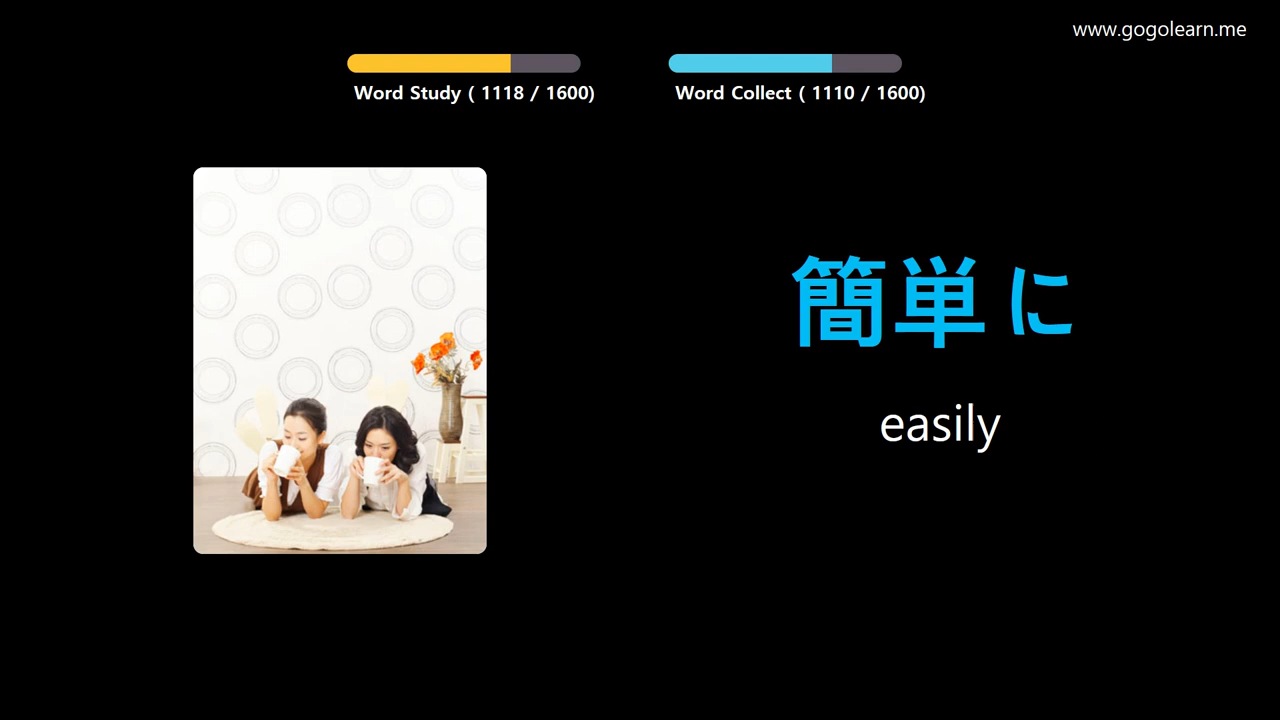 www.gogolearn.me
Word Study ( 1118 / 1600)
Word Collect ( 1110 / 1600)
簡単に
easily